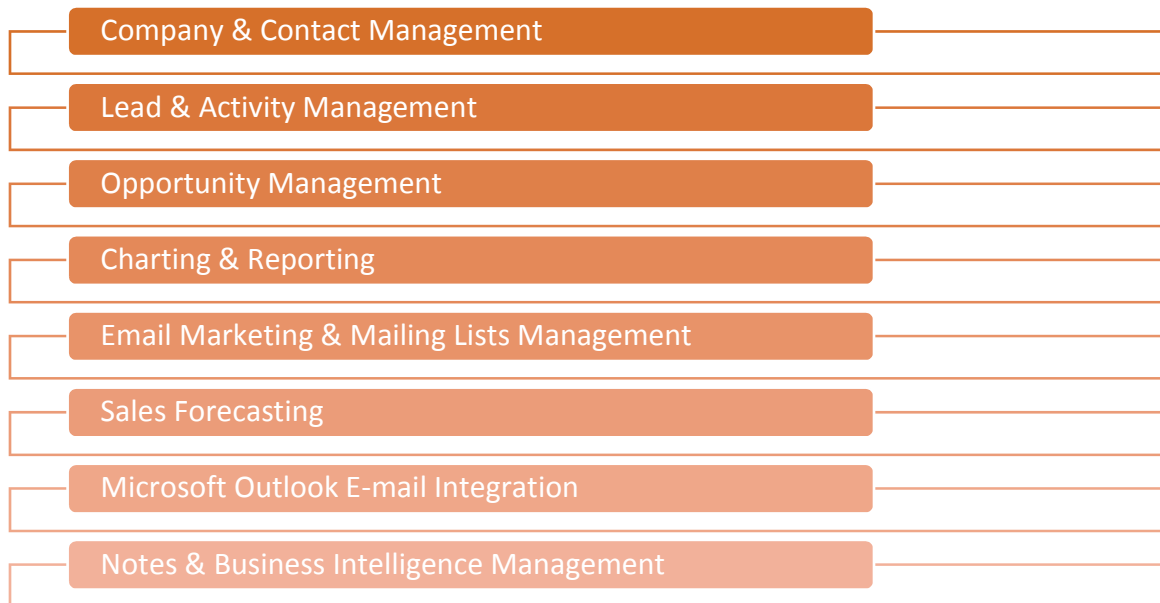 Company & Contact Management
Lead & Activity Management
Opportunity Management
Charting & Reporting
Email Marketing & Mailing Lists Management
Sales Forecasting
Microsoft Outlook E-mail Integration
Notes & Business Intelligence Management